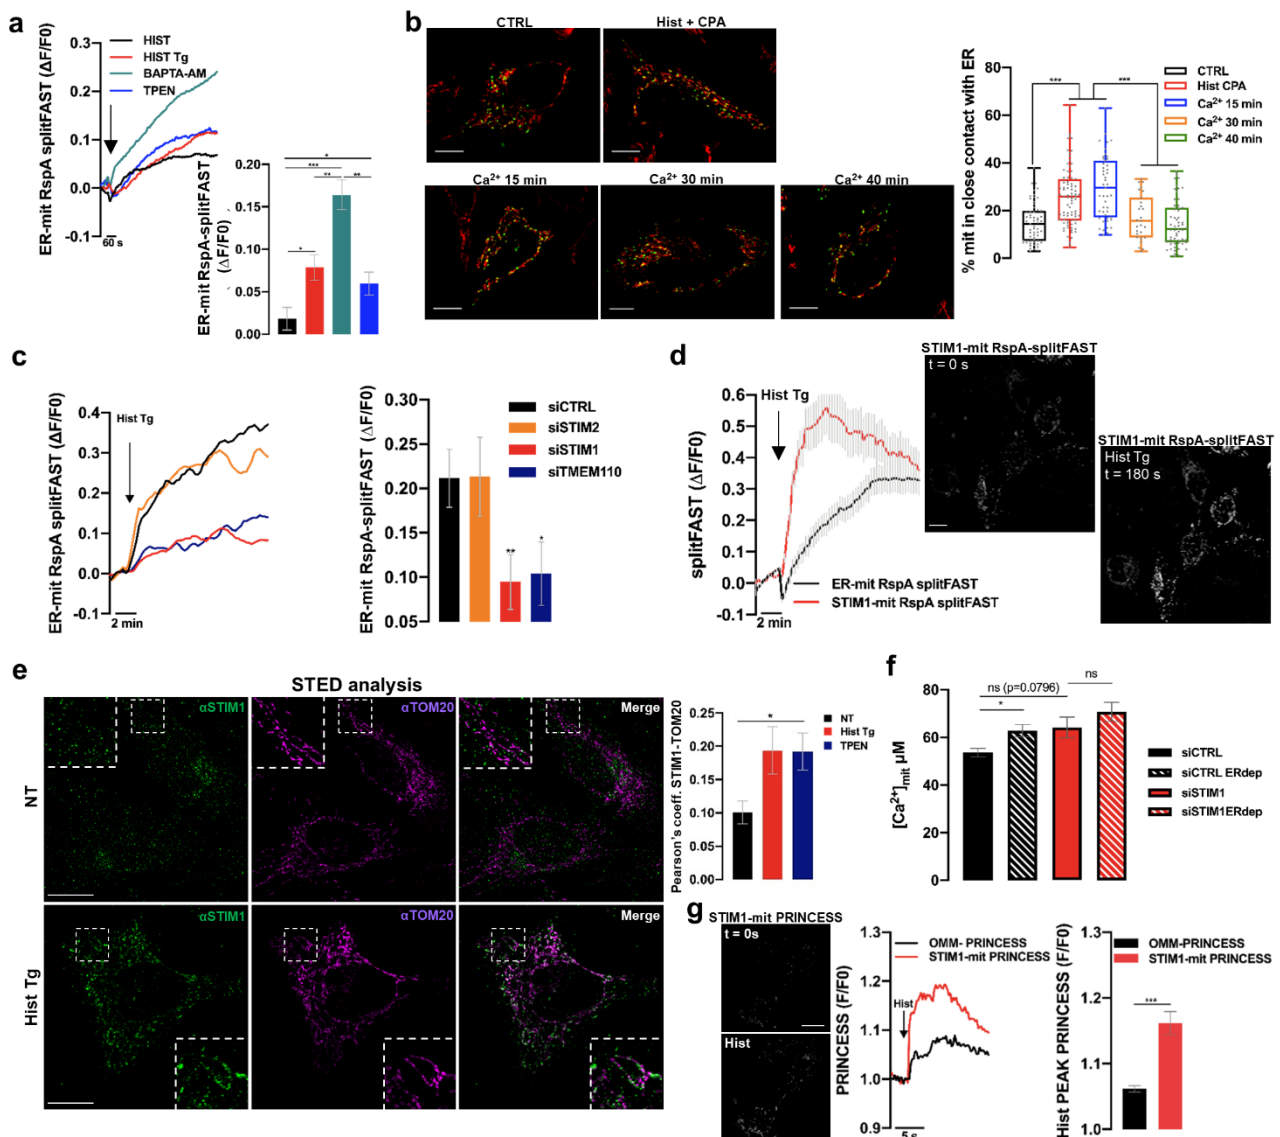 a
ER-mit RspA splitFAST (ΔF/F0)
0.3
0.2
0.1
0.0
-0.1
60 s
HIST
HIST Tg
BAPTA-AM
TPEN
ER-mit RspA-splitFAST
(ΔF/F0)
0.20
0.15
0.10
0.05
0.00
*
***
**
**
*
b
CTRL
Hist + CPA
Ca²⁺ 15 min
Ca²⁺ 30 min
Ca²⁺ 40 min
% mit in close contact with ER
80
60
40
20
0
***
***
CTRL
Hist CPA
Ca²⁺ 15 min
Ca²⁺ 30 min
Ca²⁺ 40 min
c
ER-mit RspA splitFAST (ΔF/F0)
0.4
0.3
0.2
0.1
0.0
-0.1
Hist Tg
2 min
ER-mit RspA-splitFAST (ΔF/F0)
0.30
0.25
0.20
0.15
0.10
0.05
siCTRL
siSTIM2
siSTIM1
siTMEM110
**
*
d
splitFAST (ΔF/F0)
0.6
0.5
0.4
0.3
0.2
0.1
0.0
-0.1
Hist Tg
2 min
ER-mit RspA splitFAST
STIM1-mit RspA splitFAST
STIM1-mit RspA-splitFAST
t = 0 s
STIM1-mit RspA-splitFAST
Hist Tg
t = 180 s
e
STED analysis
NT
αSTIM1
αTOM20
Merge
Hist Tg
αSTIM1
αTOM20
Merge
Pearson's coeff. STIM1-TOM20
0.25
0.20
0.15
0.10
0.05
0.00
*
NT
Hist Tg
TPEN
f
[Ca²⁺]mit µM
80
60
40
20
0
ns (p=0.0796)
ns
*
siCTRL
siCTRL ERdep
siSTIM1
siSTIM1ERdep
g
STIM1-mit PRINCESS
t = 0s
Hist
PRINCESS (F/F0)
1.3
1.2
1.1
1.0
0.9
OMM- PRINCESS
STIM1-mit PRINCESS
Hist
5 s
Hist PEAK PRINCESS (F/F0)
1.3
1.2
1.1
1.0
OMM-PRINCESS
STIM1-mit PRINCESS
***